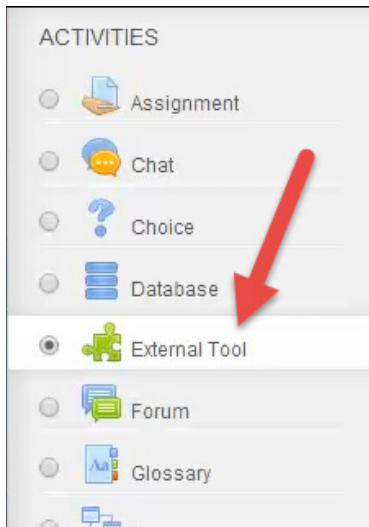 ACTIVITIES
Assignment
Chat
Choice
Database
External Tool
Forum
Glossary